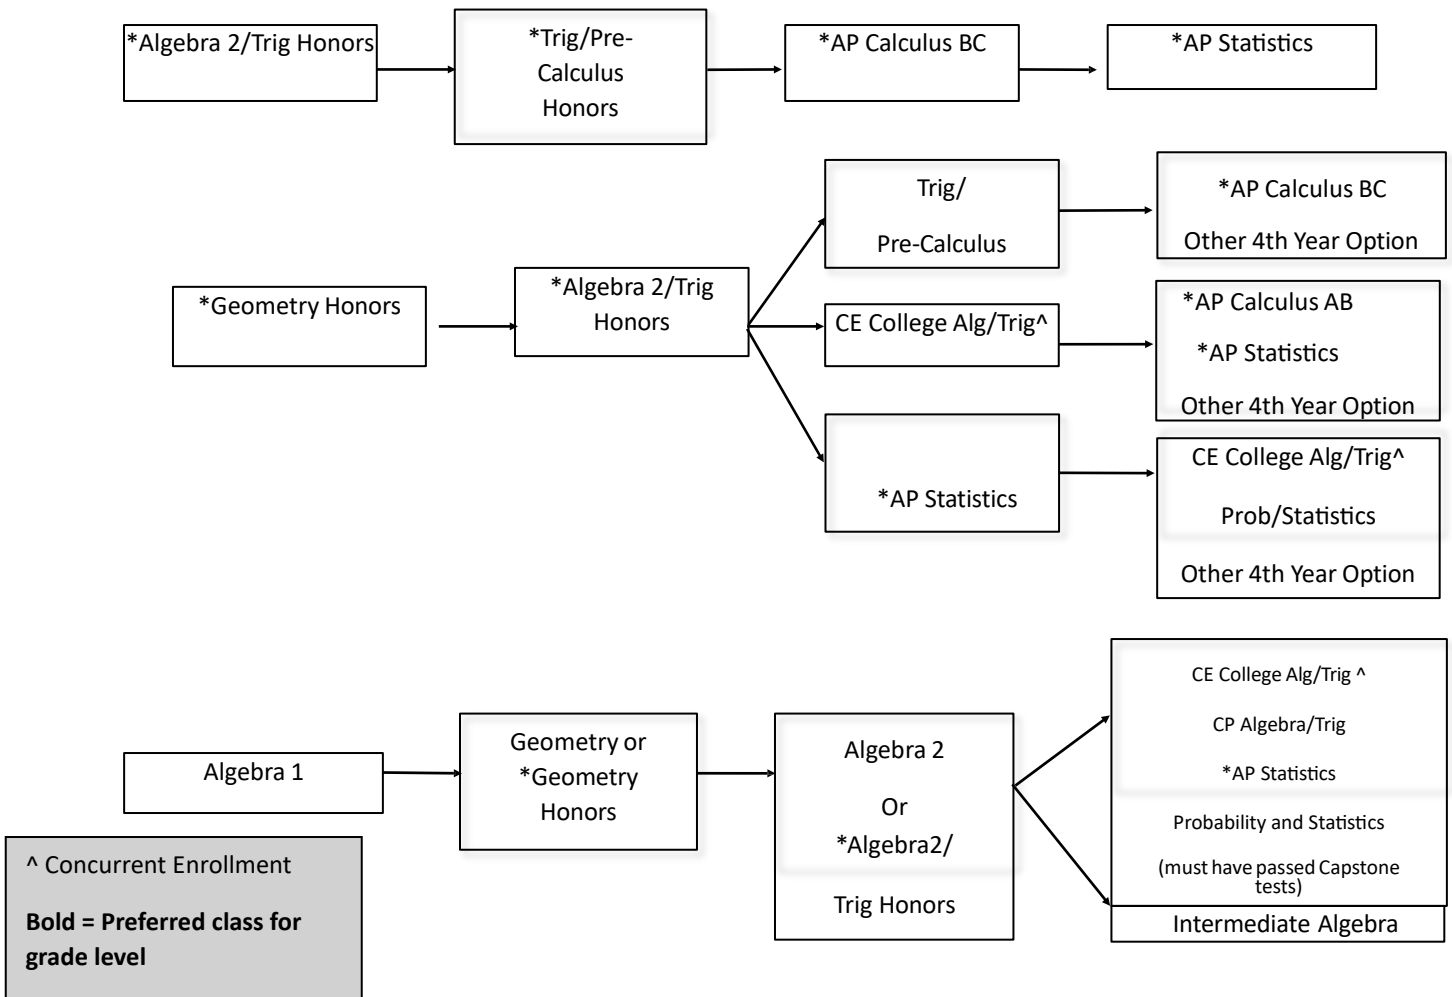 *Algebra 2/Trig Honors
*Trig/Pre-
Calculus
Honors
*AP Calculus BC
*AP Statistics
*Geometry Honors
*Algebra 2/Trig
Honors
Trig/
Pre-Calculus
*AP Calculus BC
Other 4th Year Option
CE College Alg/Trig^
*AP Calculus AB
*AP Statistics
Other 4th Year Option
*AP Statistics
CE College Alg/Trig^
Prob/Statistics
Other 4th Year Option
Algebra 1
Geometry or
*Geometry
Honors
Algebra 2
Or
*Algebra2/
Trig Honors
CE College Alg/Trig ^
CP Algebra/Trig
*AP Statistics
Probability and Statistics
(must have passed Capstone
tests)
Intermediate Algebra
^ Concurrent Enrollment
Bold = Preferred class for
grade level